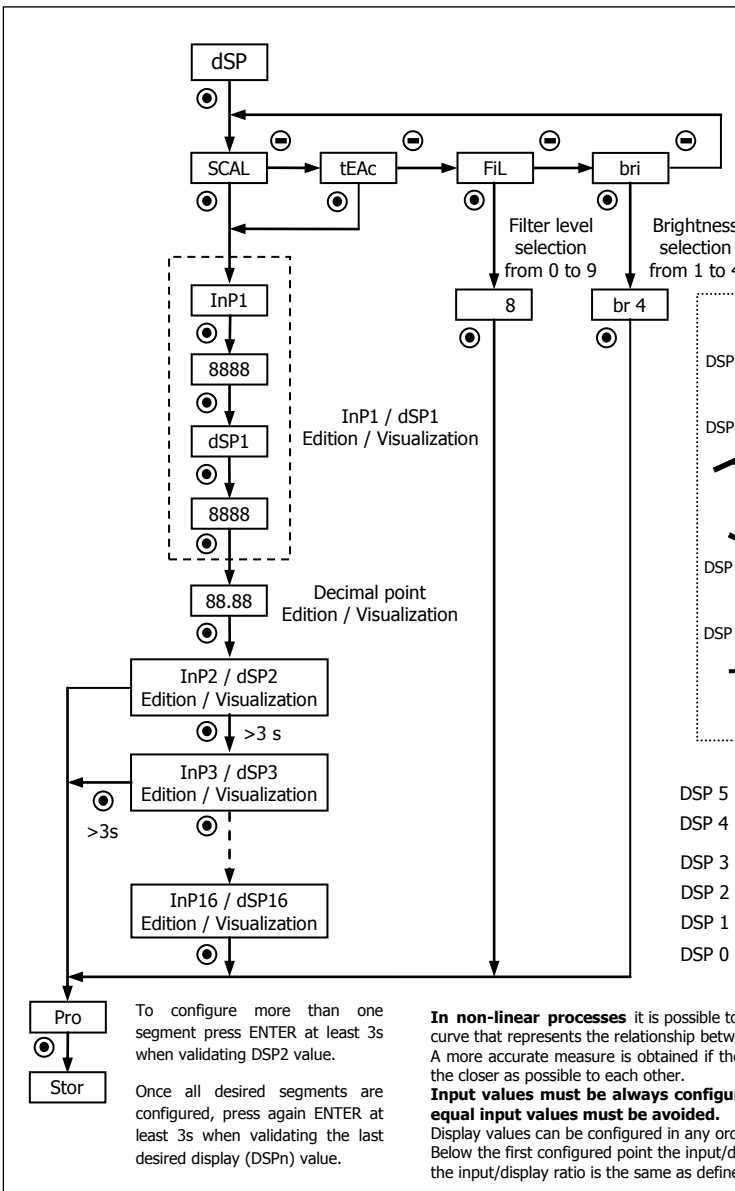 dSP
SCAL
tEAc
FiL
bri
Filter level
selection
from 0 to 9
Brightness
selection
from 1 to 4
InP1
8
br 4
8888
dSP1
8888
InP1 / dSP1
Edition / Visualization
DSP
DSP
DSP
DSP
88.88
Decimal point
Edition / Visualization
InP2 / dSP2
Edition / Visualization
>3 s
InP3 / dSP3
Edition / Visualization
>3s
InP16 / dSP16
Edition / Visualization
DSP 5
DSP 4
DSP 3
DSP 2
DSP 1
DSP 0
Pro
Stor
To configure more than one
segment press ENTER at least 3s
when validating DSP2 value.
Once all desired segments are
configured, press again ENTER at
least 3s when validating the last
desired display (DSPn) value.
In non-linear processes it is possible to
curve that represents the relationship betw
A more accurate measure is obtained if the
the closer as possible to each other.
Input values must be always configur
equal input values must be avoided.
Display values can be configured in any ord
Below the first configured point the input/d
the input/display ratio is the same as define